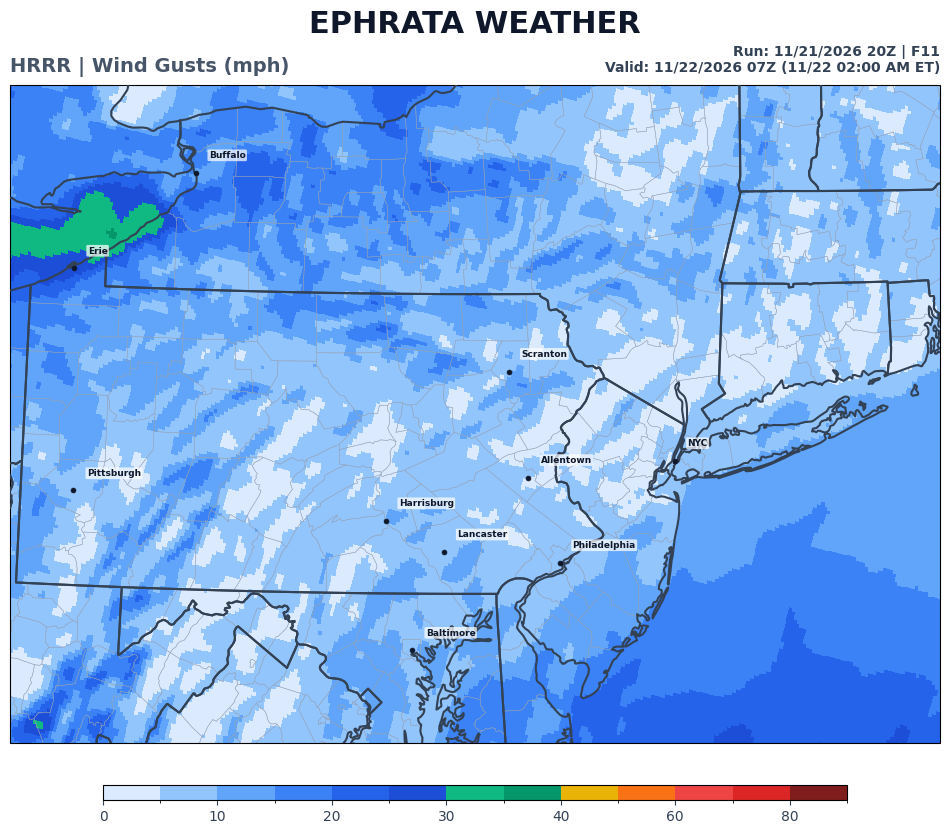 EPHRATA WEATHER
HRRR | Wind Gusts (mph)
Run: 11/21/2026 20Z | F11
Valid: 11/22/2026 07Z (11/22 02:00 AM ET)
Buffalo
Erie
Scranton
NYC
Allentown
Pittsburgh
Harrisburg
Lancaster
Philadelphia
Baltimore
0 10 20 30 40 50 60 70 80